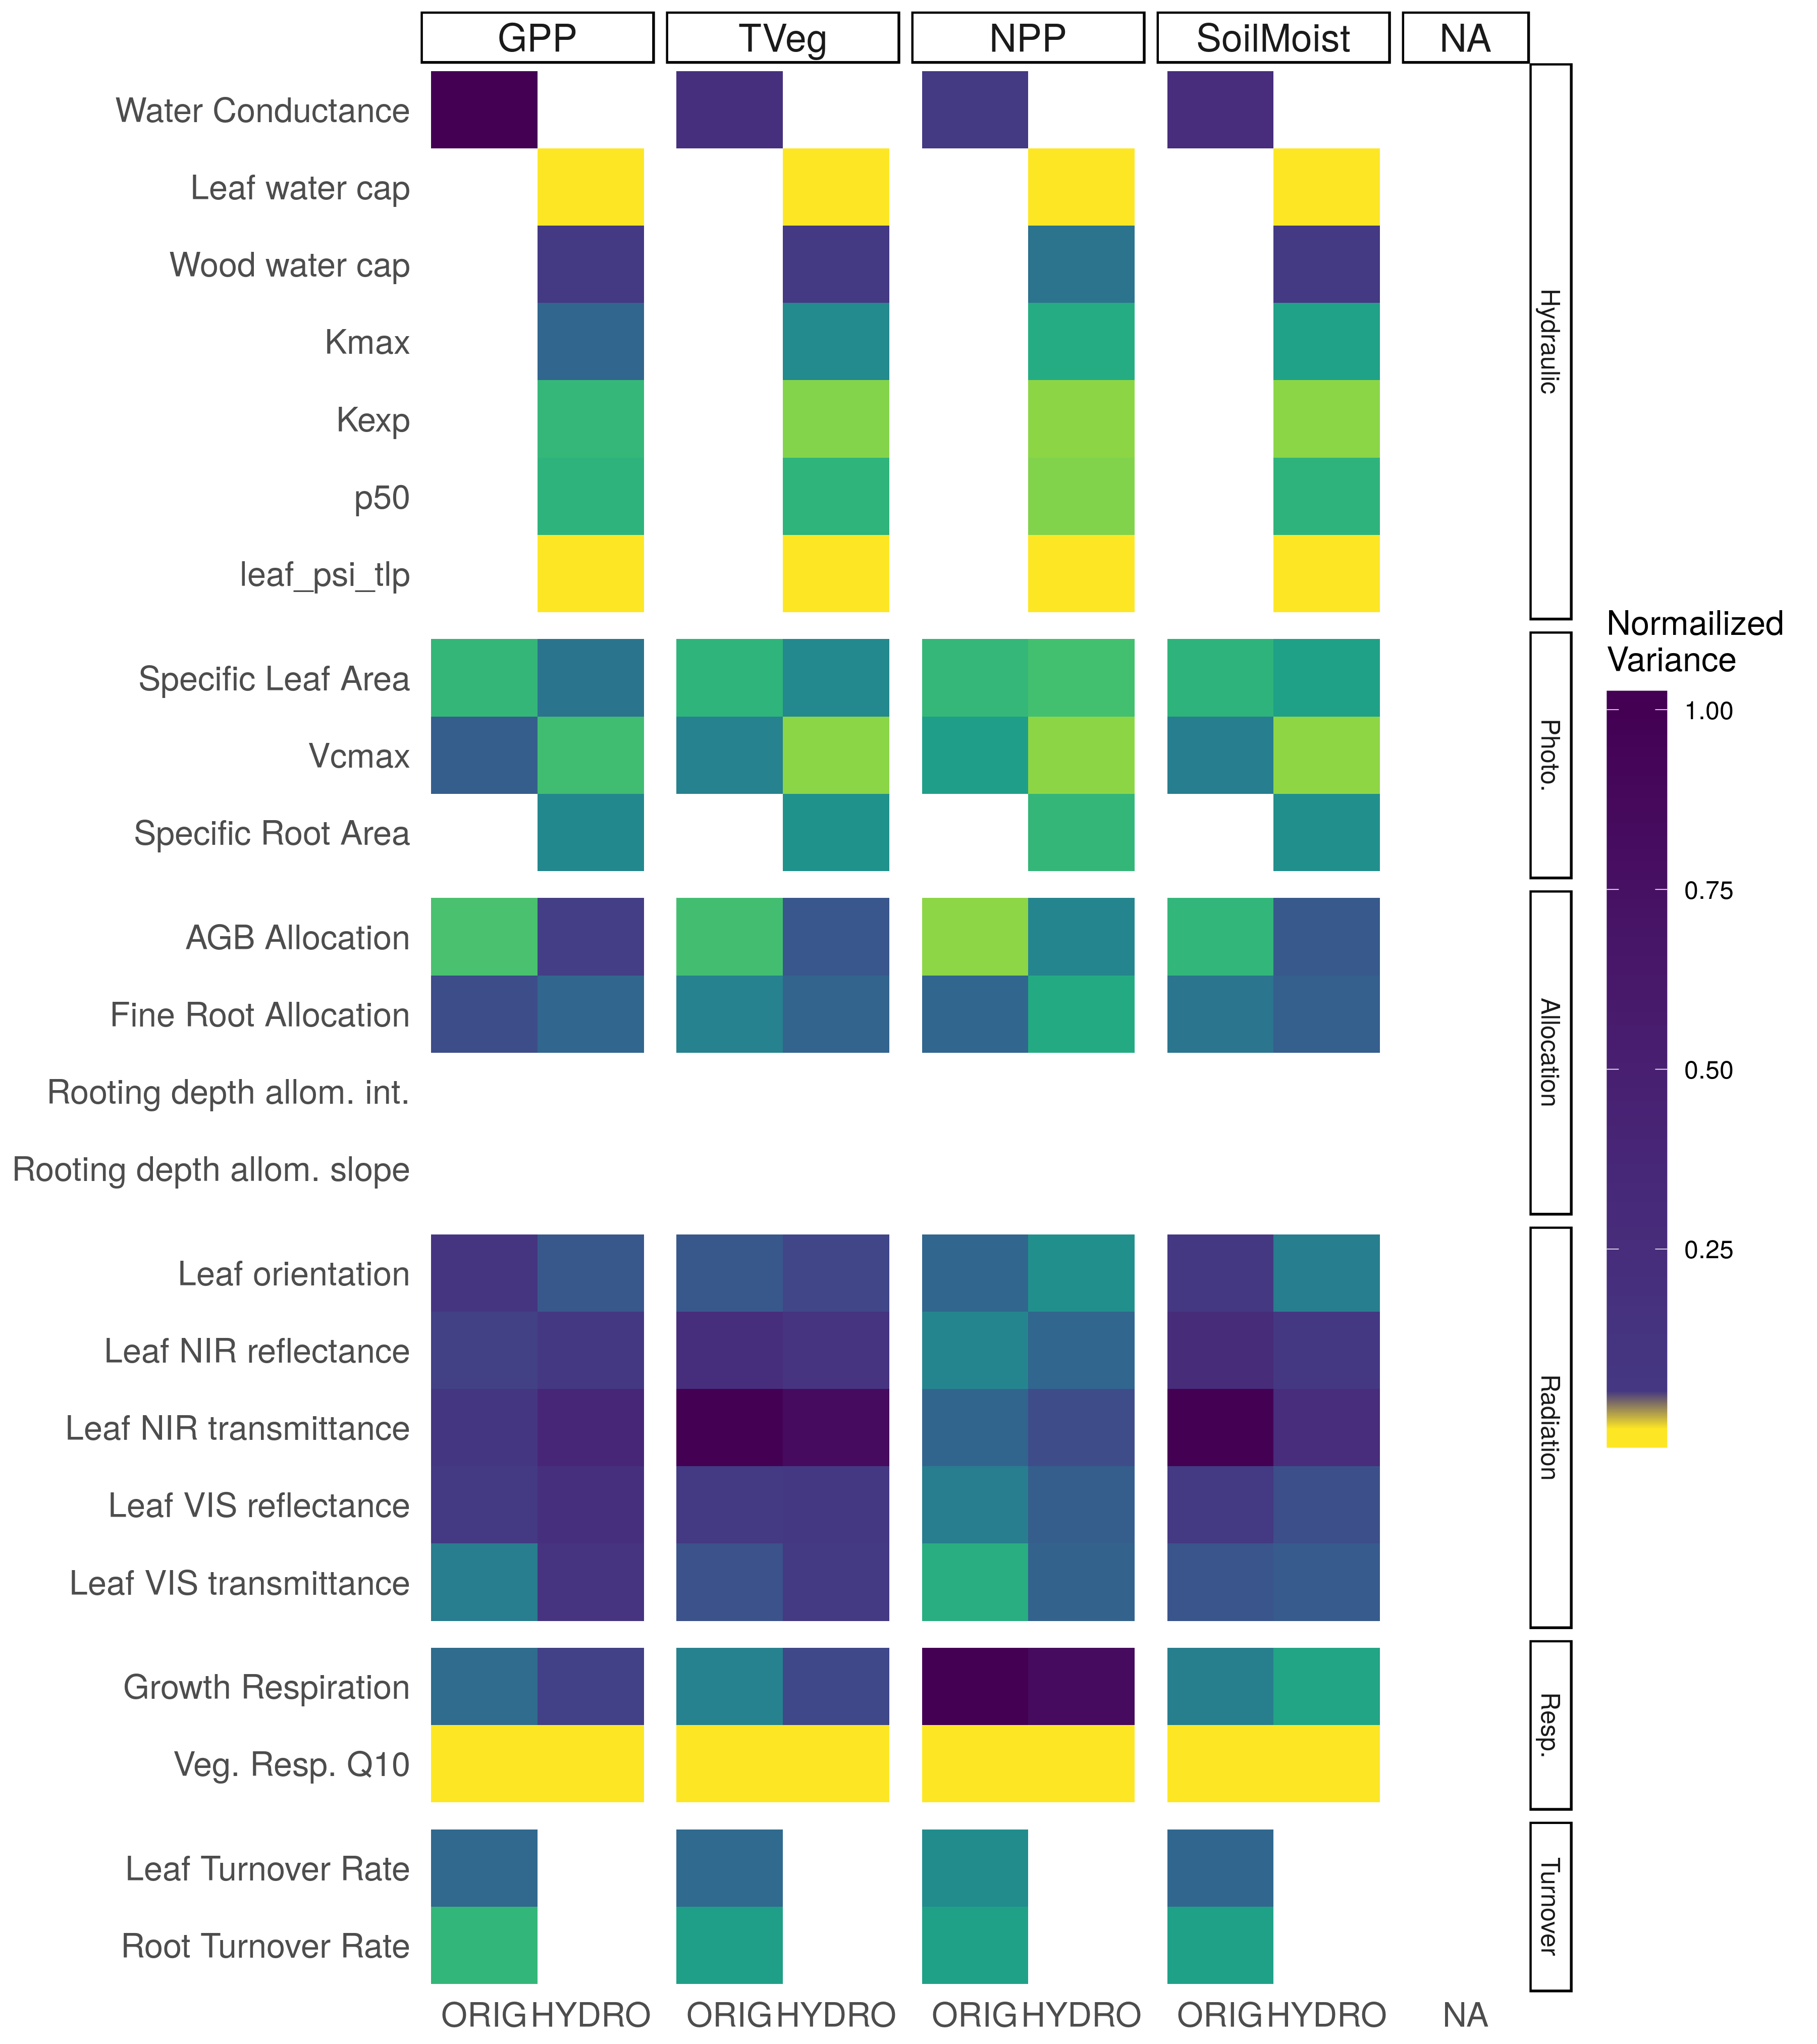 GPP TVeg NPP SoilMoist NA
Water Conductance
Leaf water cap
Wood water cap
Kmax
Kexp
p50
leaf_psi_tlp
Hydraulic
Specific Leaf Area
Vcmax
Specific Root Area
Photo.
AGB Allocation
Fine Root Allocation
Rooting depth allom. int.
Rooting depth allom. slope
Allocation
Leaf orientation
Leaf NIR reflectance
Leaf NIR transmittance
Leaf VIS reflectance
Leaf VIS transmittance
Radiation
Growth Respiration
Veg. Resp. Q10
Resp.
Leaf Turnover Rate
Root Turnover Rate
Turnover
ORIG HYDRO ORIG HYDRO ORIG HYDRO ORIG HYDRO NA
Normailized
Variance
1.00
0.75
0.50
0.25